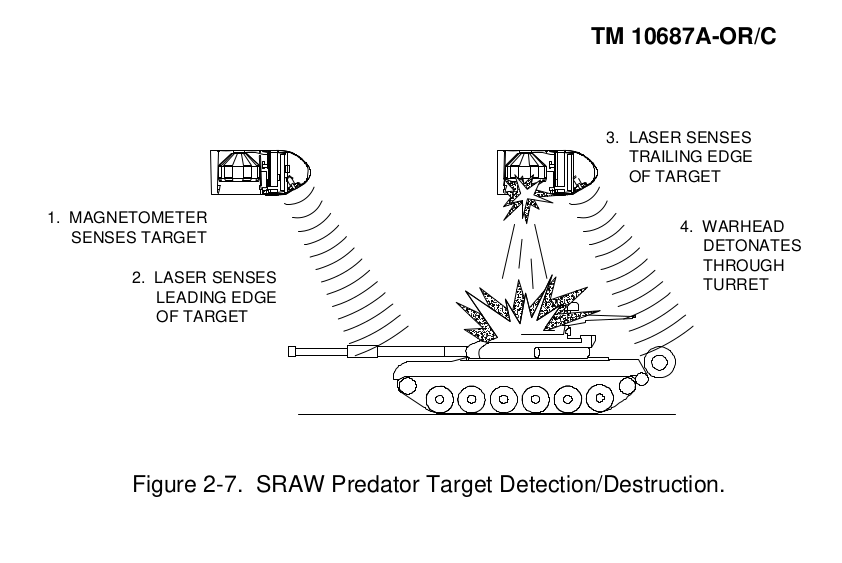 TM 10687A-OR/C
3. LASER SENSES
TRAILING EDGE
OF TARGET
1. MAGNETOMETER
SENSES TARGET
4. WARHEAD
DETONATES
THROUGH
TURRET
2. LASER SENSES
LEADING EDGE
OF TARGET
Figure 2-7. SRAW Predator Target Detection/Destruction.